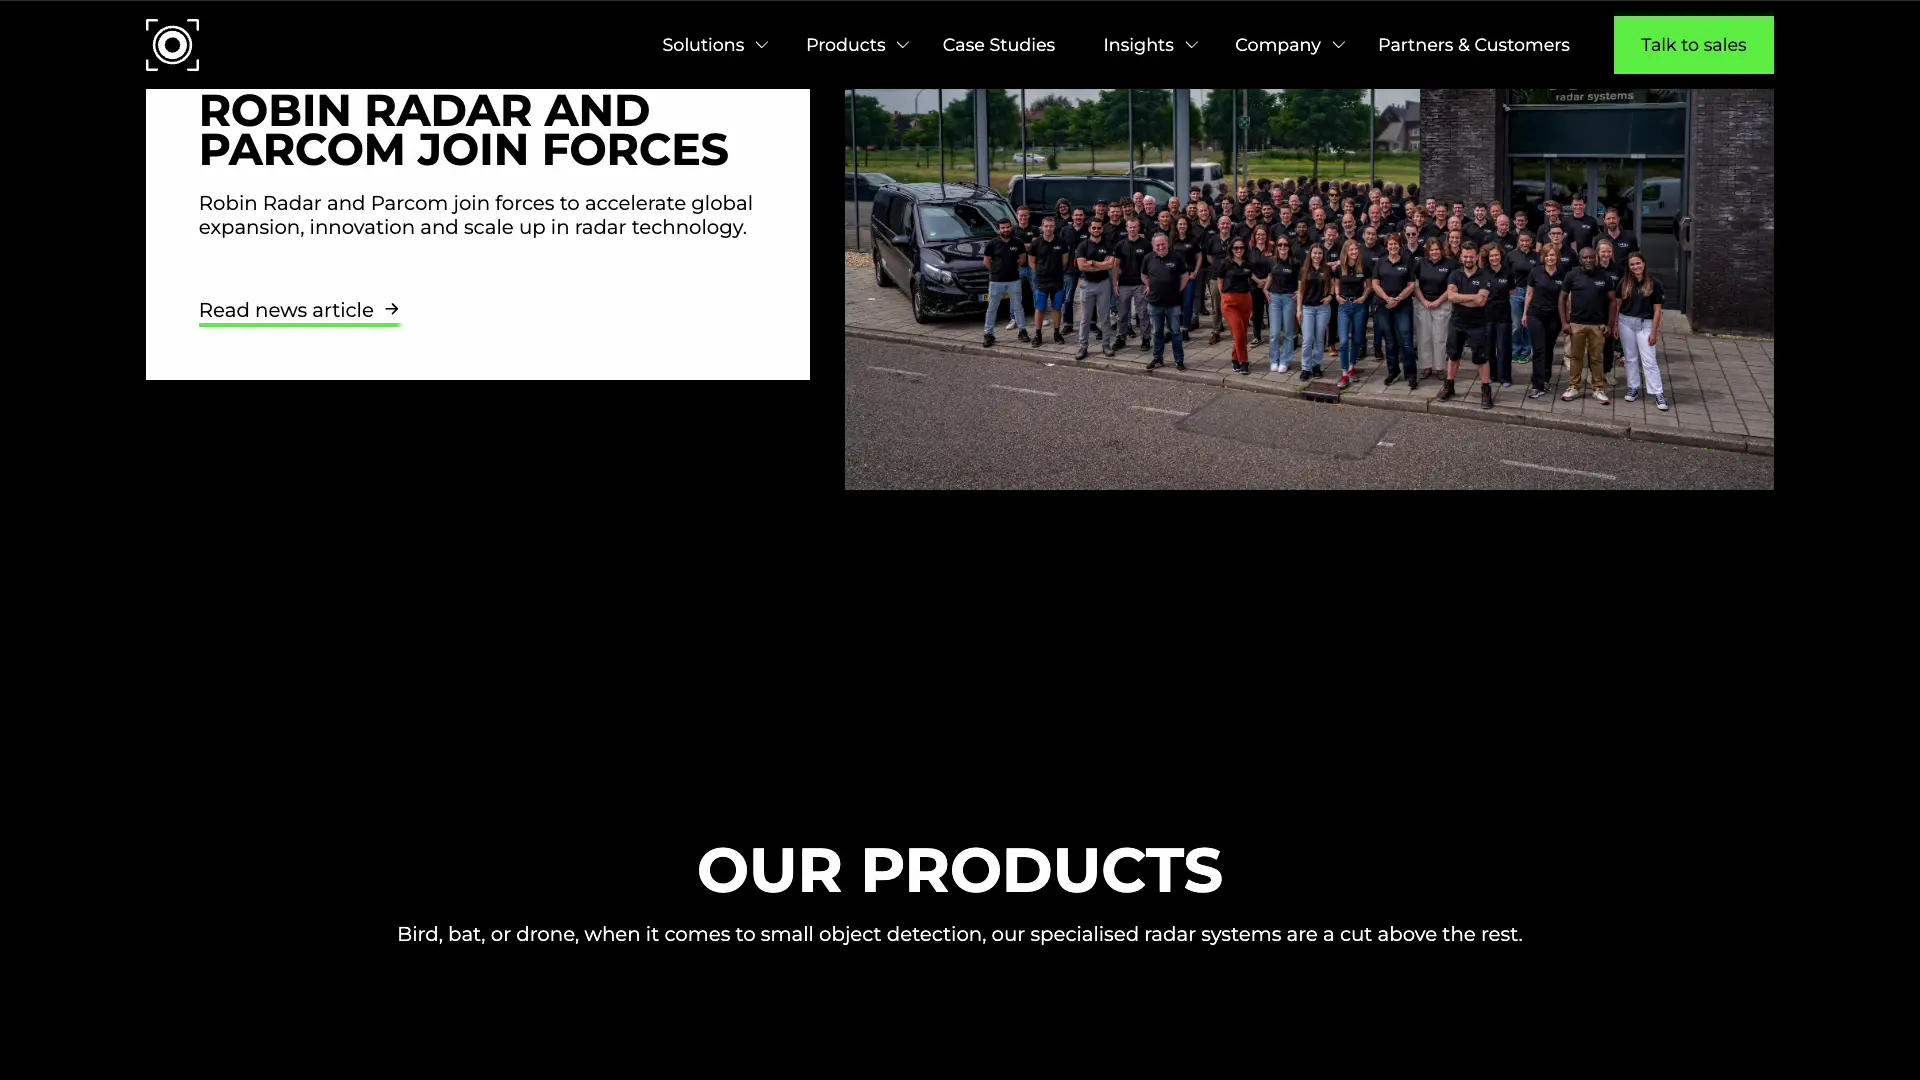 Solutions
Products
Case Studies
Insights
Company
Partners & Customers
Talk to sales
ROBIN RADAR AND
PARCOM JOIN FORCES
Robin Radar and Parcom join forces to accelerate global
expansion, innovation and scale up in radar technology.
Read news article
radar systems
OUR PRODUCTS
Bird, bat, or drone, when it comes to small object detection, our specialised radar systems are a cut above the rest.